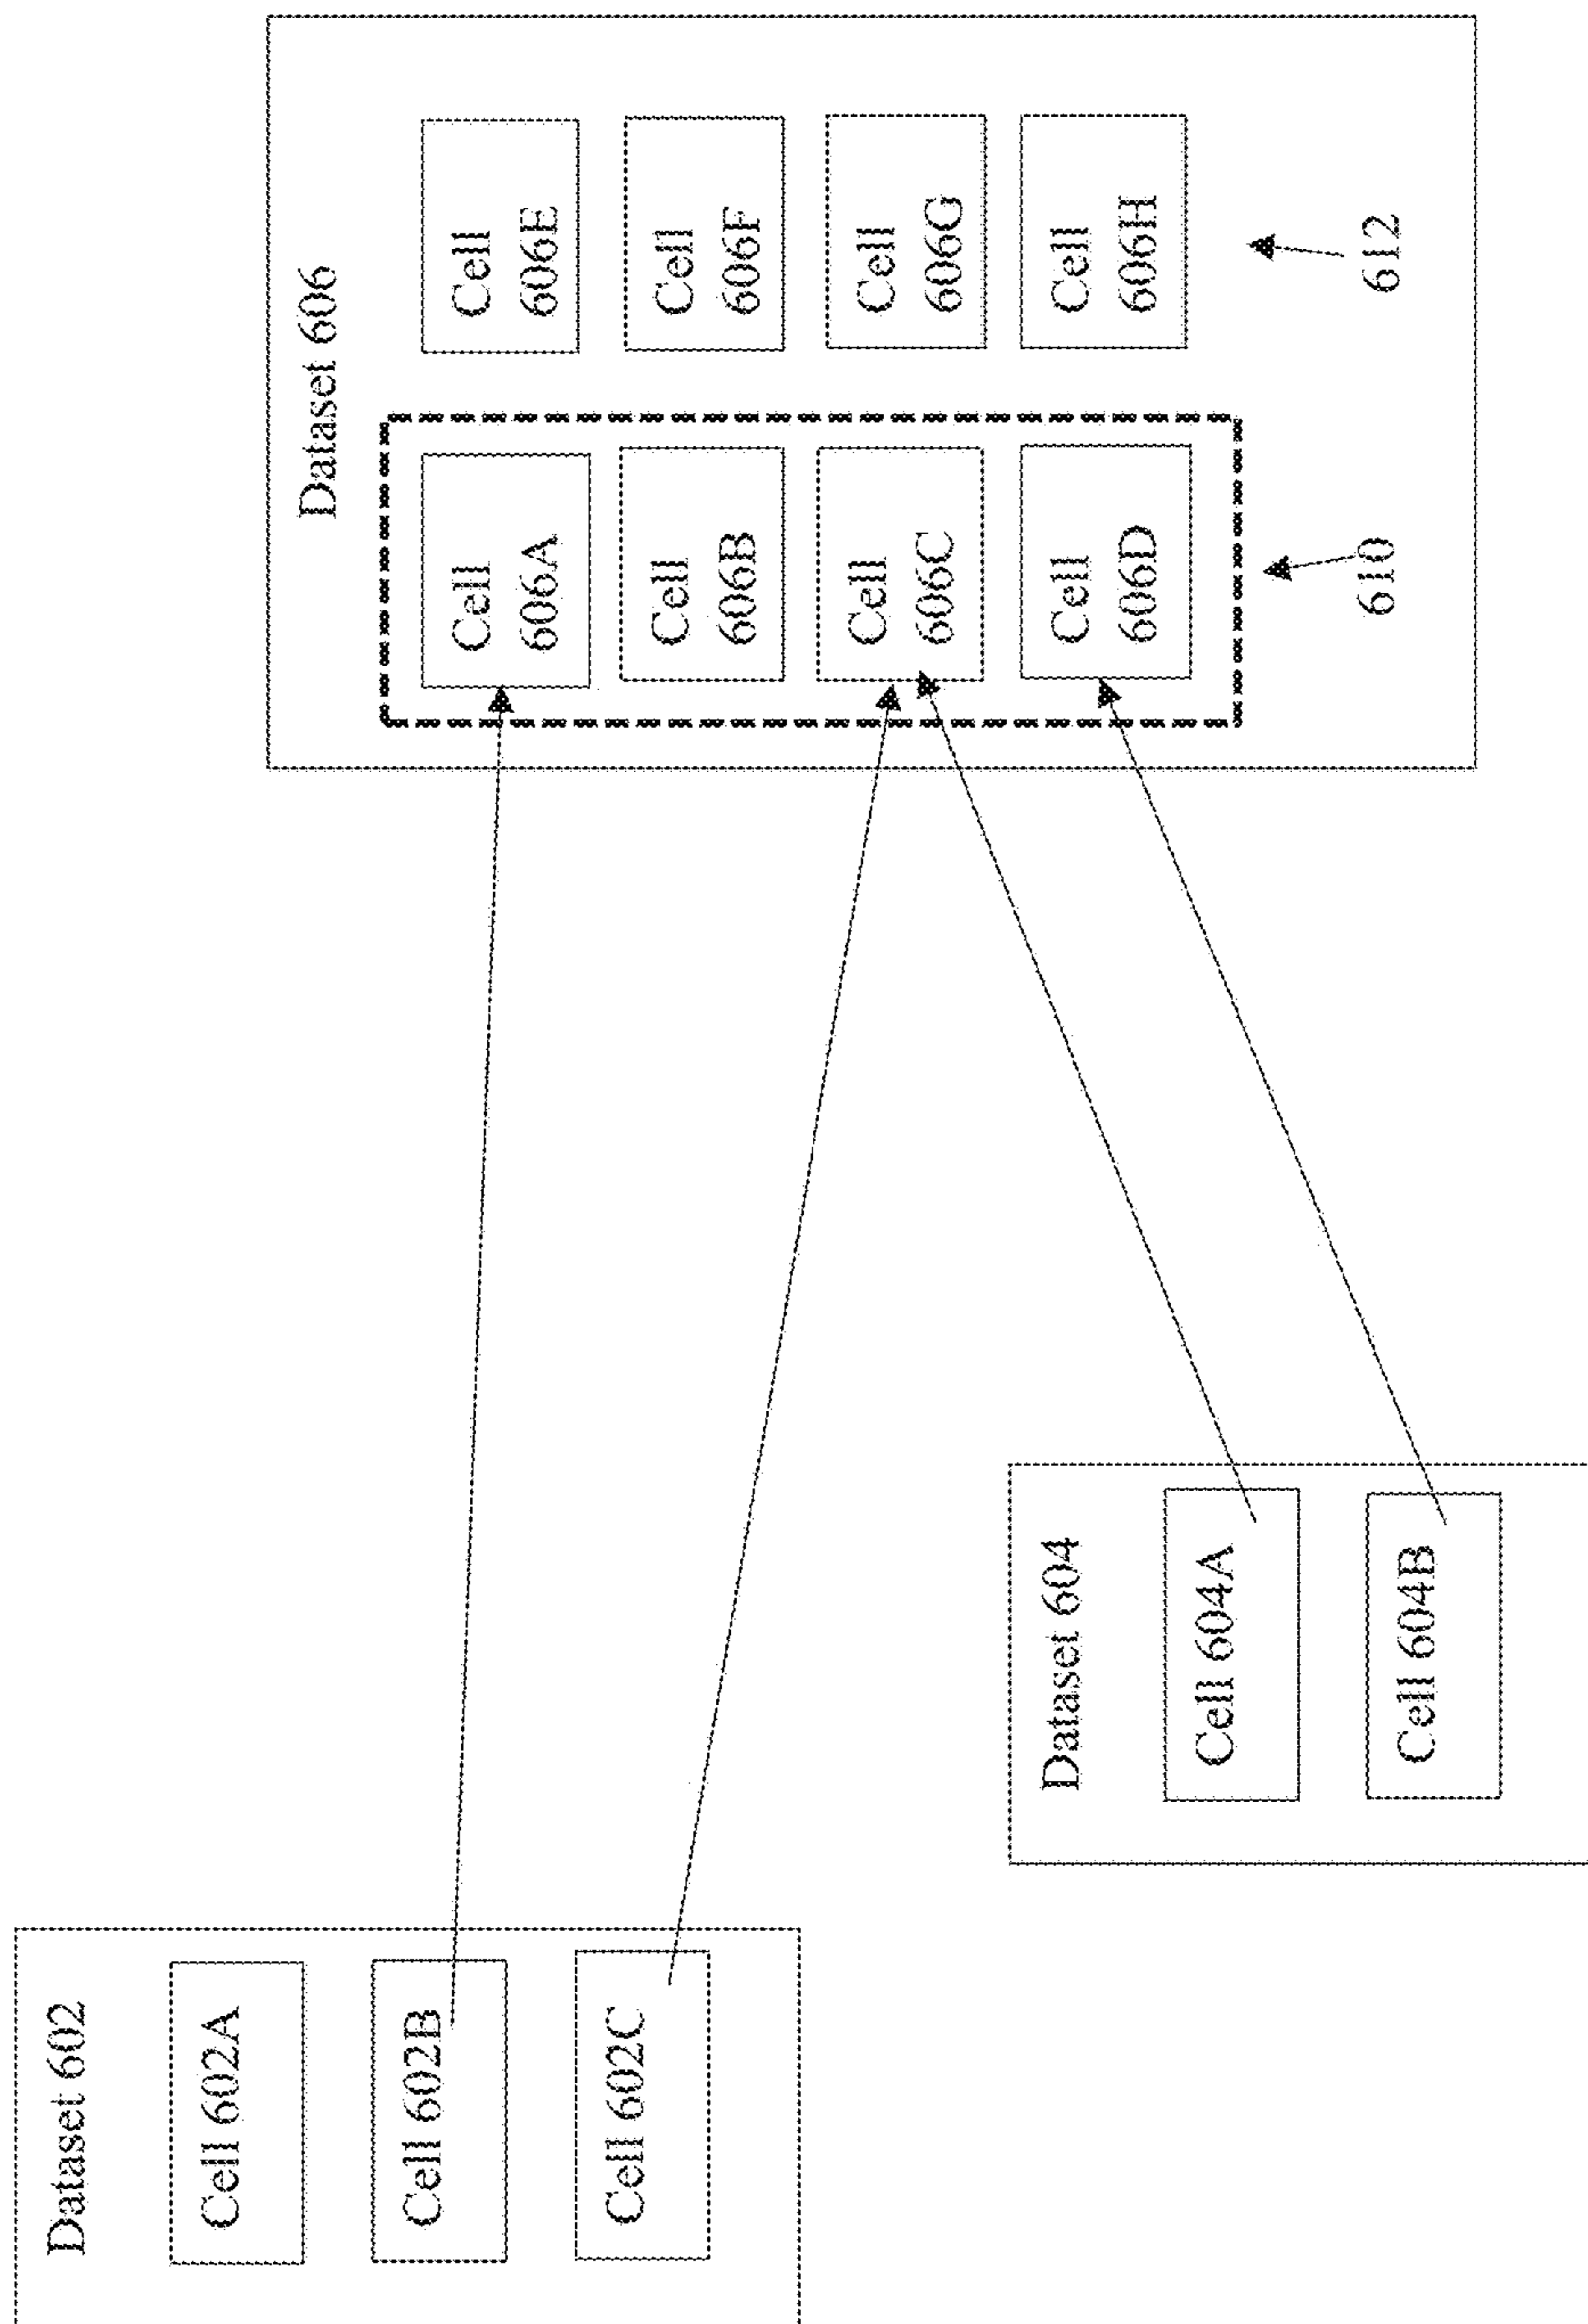 Dataset 602
Cell 602A
Cell 602B
Cell 602C
Dataset 604
Cell 604A
Cell 604B
Dataset 606
Cell
606A
Cell
606B
Cell
606C
Cell
606D
610
Cell
606E
Cell
606F
Cell
606G
Cell
606H
612